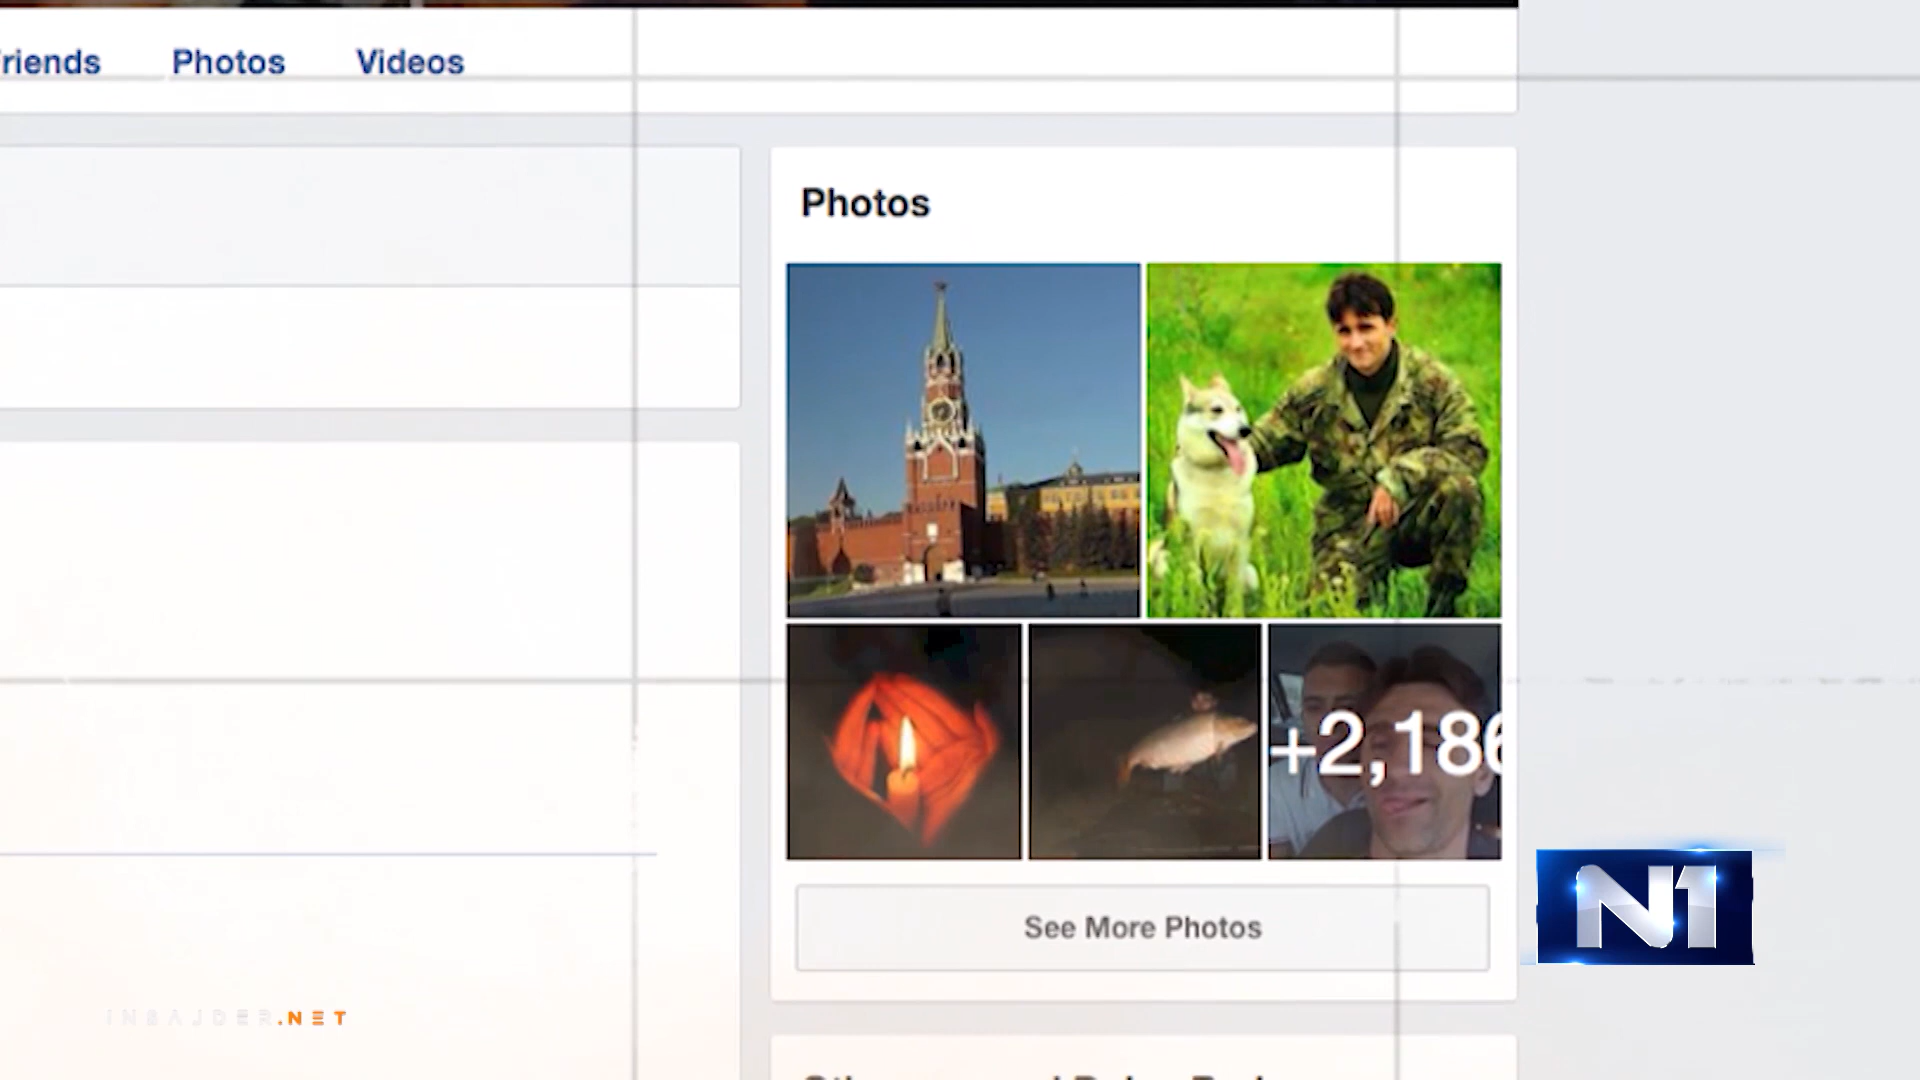 riends Photos Videos
Photos
+2,186
See More Photos
N1
INSAJDER.NET